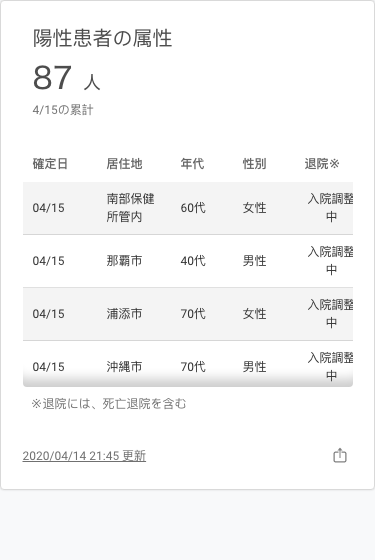 陽性患者の属性
87 人
4/15の累計
確定日 居住地 年代 性別 退院※
04/15 南部保健所管内 60代 女性 入院調整中
04/15 那覇市 40代 男性 入院調整中
04/15 浦添市 70代 女性 入院調整中
04/15 沖縄市 70代 男性 入院調整中
※退院には、死亡退院を含む
2020/04/14 21:45 更新